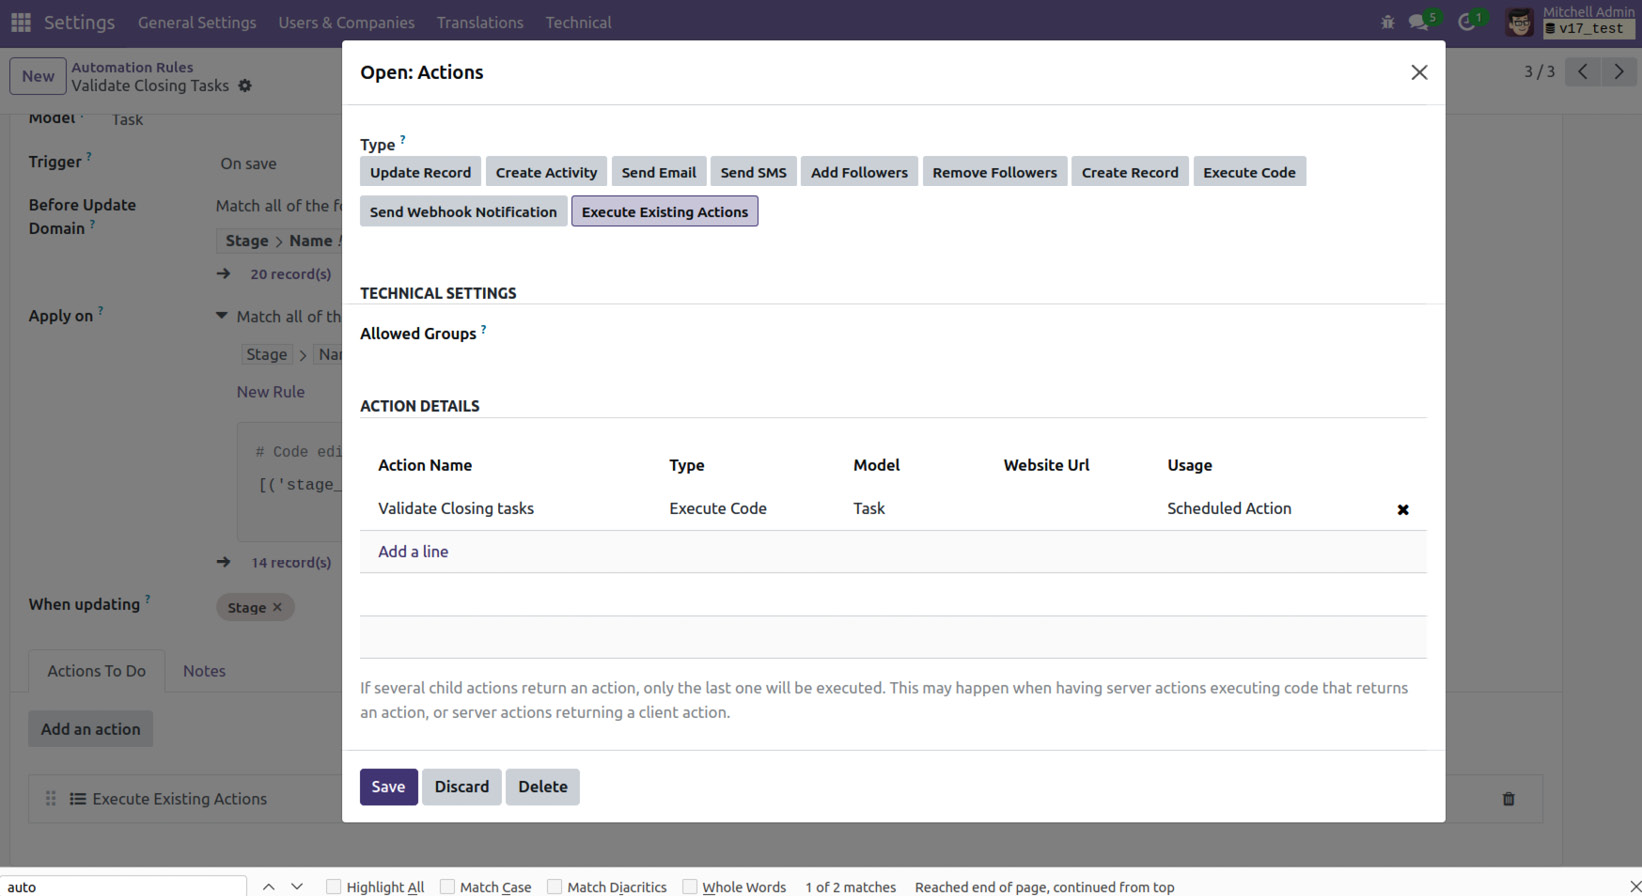 Settings General Settings Users & Companies Translations Technical 5 1 Mitchell Admin
v17_test
New Automation Rules
Validate Closing Tasks
3 / 3
Open: Actions
Model ? Task
Trigger ? On save
Before Update Domain ? Match all of the fo
Stage > Name
20 record(s)
Apply on ? Match all of th
Stage > Nar
New Rule
# Code edi
[('stage_
14 record(s)
When updating ? Stage ×
Actions To Do Notes
Add an action
Execute Existing Actions
Type ?
Update Record Create Activity Send Email Send SMS Add Followers Remove Followers Create Record Execute Code
Send Webhook Notification Execute Existing Actions
TECHNICAL SETTINGS
Allowed Groups ?
ACTION DETAILS
Action Name Type Model Website Url Usage
Validate Closing tasks Execute Code Task Scheduled Action
Add a line
If several child actions return an action, only the last one will be executed. This may happen when having server actions executing code that returns
an action, or server actions returning a client action.
Save Discard Delete
auto Highlight All Match Case Match Diacritics Whole Words 1 of 2 matches Reached end of page, continued from top